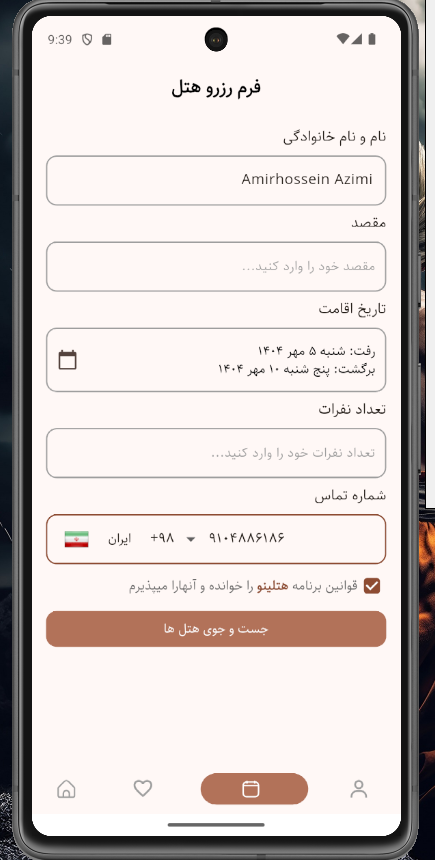 9:39
فرم رزرو هتل
نام و نام خانوادگی
Amirhossein Azimi
مقصد
مقصد خود را وارد کنید...
تاریخ اقامت
رفت: شنبه ۵ مهر ۱۴۰۴
برگشت: پنج شنبه ۱۰ مهر ۱۴۰۴
تعداد نفرات
تعداد نفرات خود را وارد کنید...
شماره تماس
ایران +۹۸ ۹۱۰۴۸۸۶۱۸۶
قوانین برنامه هتلینو را خوانده و آنهارا میپذیرم
جست و جوی هتل ها